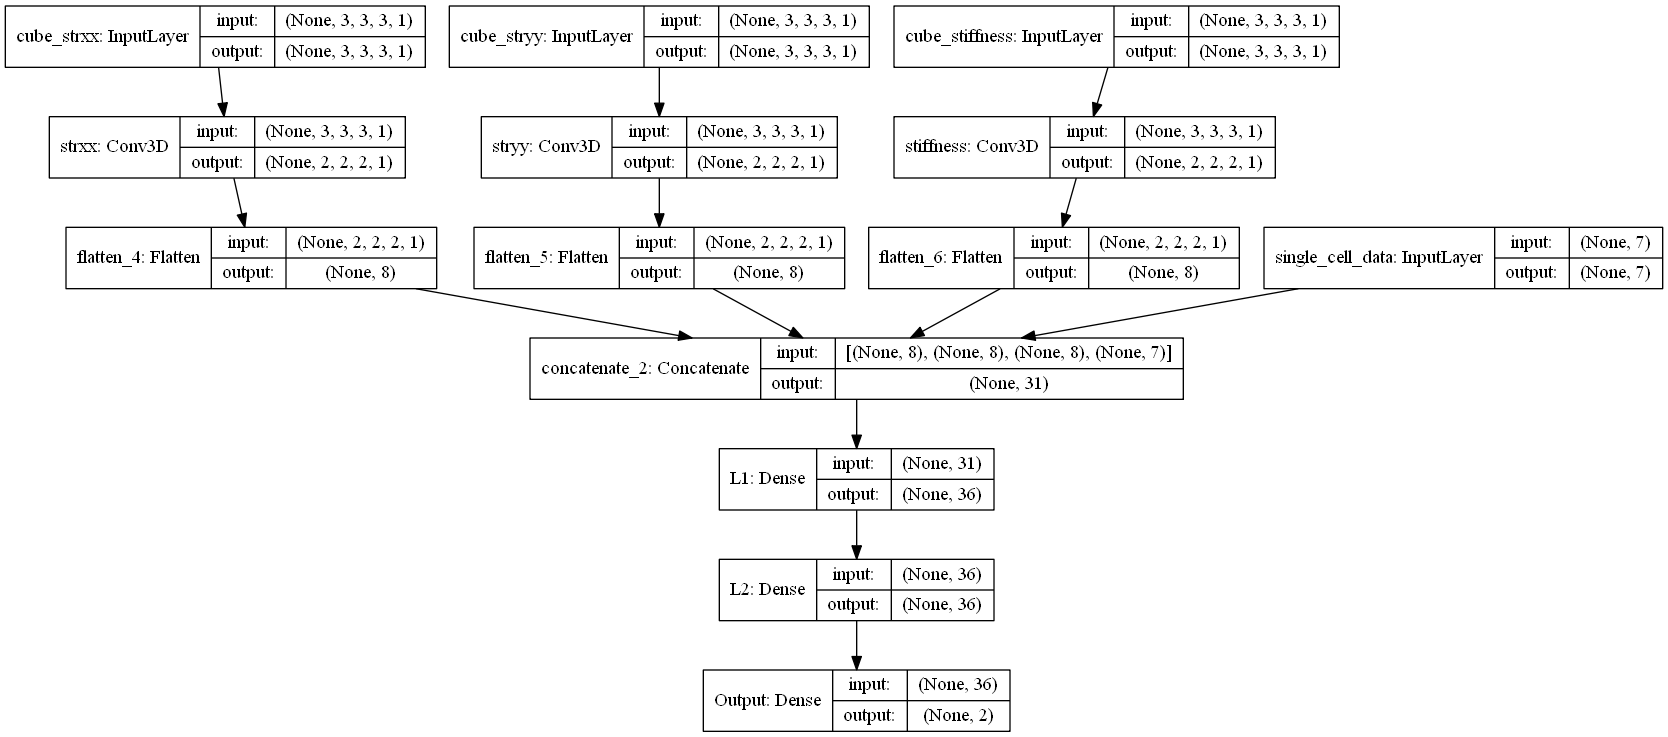 cube_strxx: InputLayer
input: (None, 3, 3, 3, 1)
output: (None, 3, 3, 3, 1)
cube_stryy: InputLayer
input: (None, 3, 3, 3, 1)
output: (None, 3, 3, 3, 1)
cube_stiffness: InputLayer
input: (None, 3, 3, 3, 1)
output: (None, 3, 3, 3, 1)
strxx: Conv3D
input: (None, 3, 3, 3, 1)
output: (None, 2, 2, 2, 1)
stryy: Conv3D
input: (None, 3, 3, 3, 1)
output: (None, 2, 2, 2, 1)
stiffness: Conv3D
input: (None, 3, 3, 3, 1)
output: (None, 2, 2, 2, 1)
flatten_4: Flatten
input: (None, 2, 2, 2, 1)
output: (None, 8)
flatten_5: Flatten
input: (None, 2, 2, 2, 1)
output: (None, 8)
flatten_6: Flatten
input: (None, 2, 2, 2, 1)
output: (None, 8)
single_cell_data: InputLayer
input: (None, 7)
output: (None, 7)
concatenate_2: Concatenate
input: [(None, 8), (None, 8), (None, 8), (None, 7)]
output: (None, 31)
L1: Dense
input: (None, 31)
output: (None, 36)
L2: Dense
input: (None, 36)
output: (None, 36)
Output: Dense
input: (None, 36)
output: (None, 2)